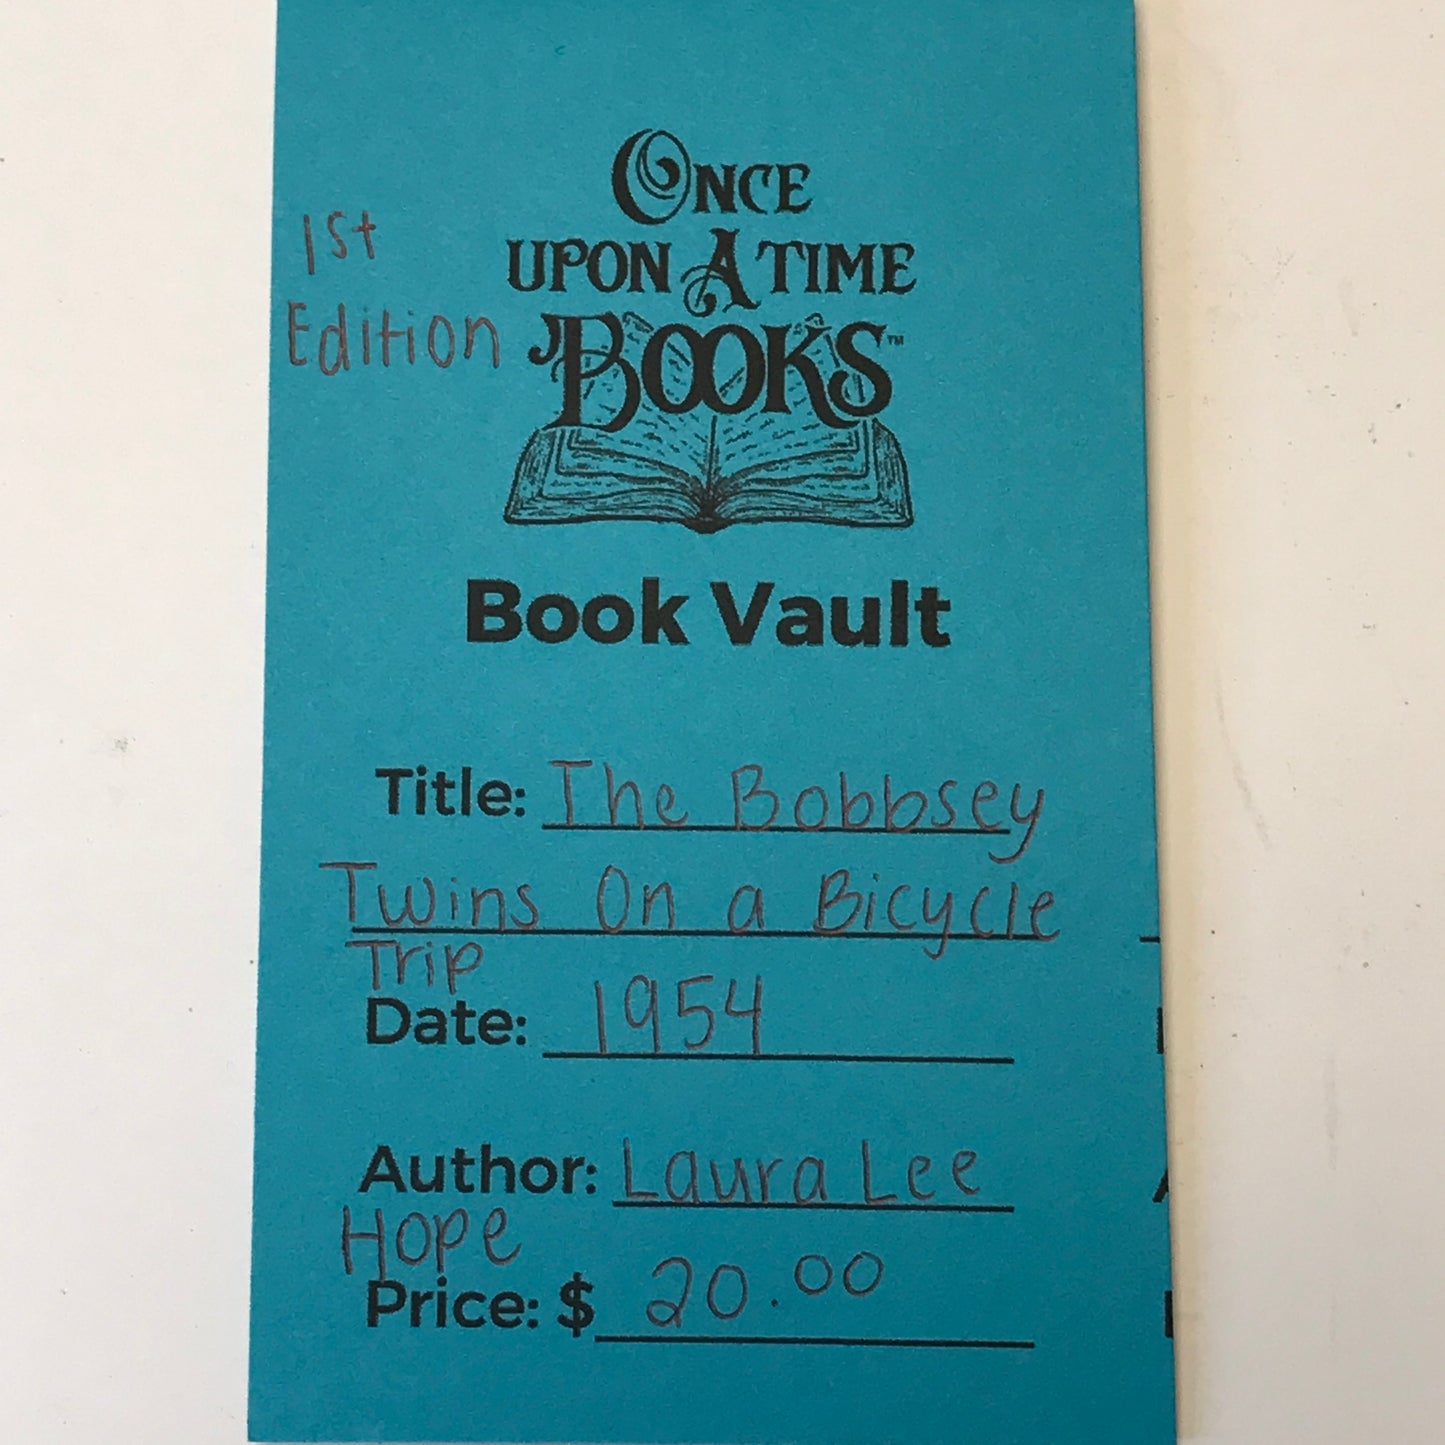 1st
Edition
ONCE
UPON A TIME
BOOKS™
Book Vault
Title: The Bobbsey
Twins On a Bicycle
Trip
Date: 1954
Author: Laura Lee
Hope
Price: $ 20.00